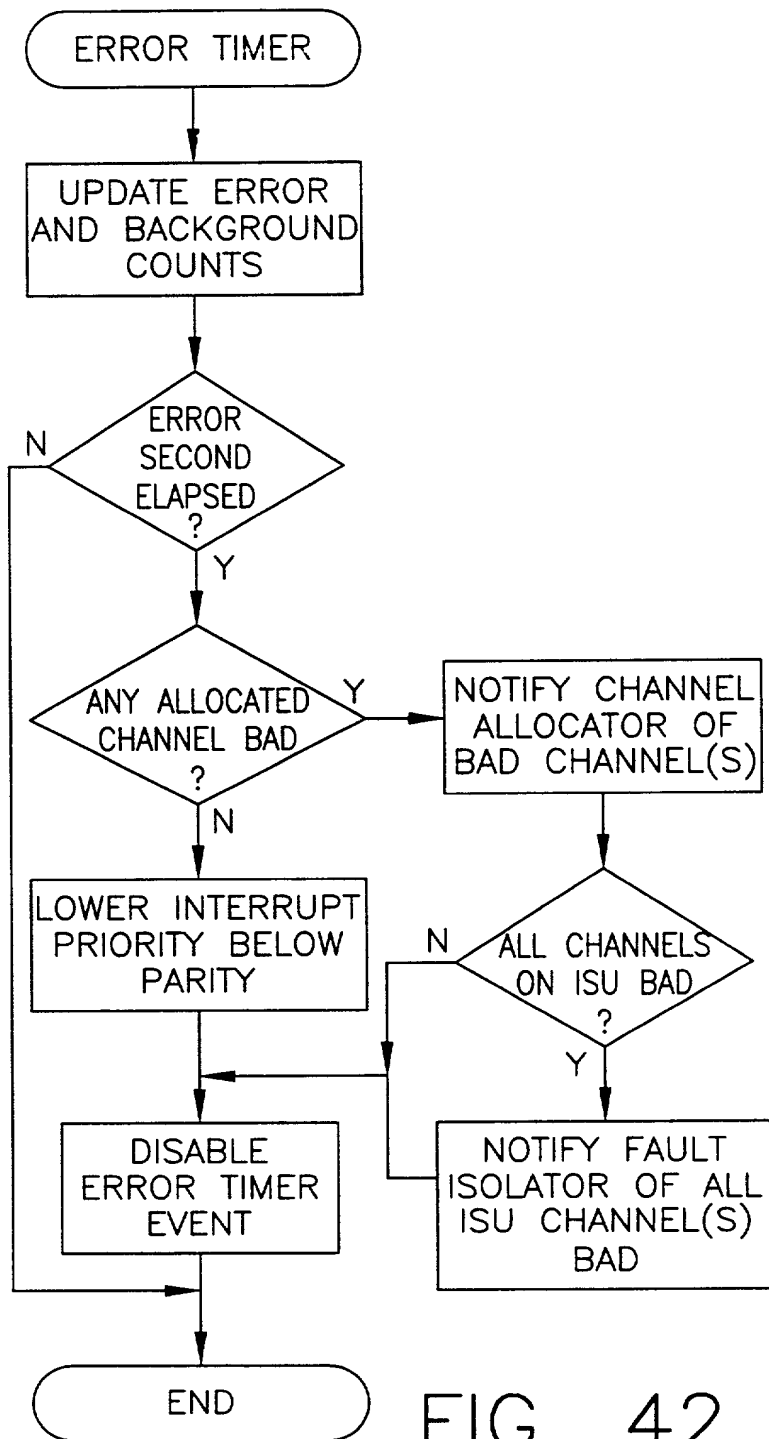 ERROR TIMER
UPDATE ERROR
AND BACKGROUND
COUNTS
ERROR
SECOND
ELAPSED
?
N
Y
ANY ALLOCATED
CHANNEL BAD
?
Y
N
NOTIFY CHANNEL
ALLOCATOR OF
BAD CHANNEL(S)
LOWER INTERRUPT
PRIORITY BELOW
PARITY
ALL CHANNELS
ON ISU BAD
?
N
Y
DISABLE
ERROR TIMER
EVENT
NOTIFY FAULT
ISOLATOR OF ALL
ISU CHANNEL(S)
BAD
END
FIG. 42